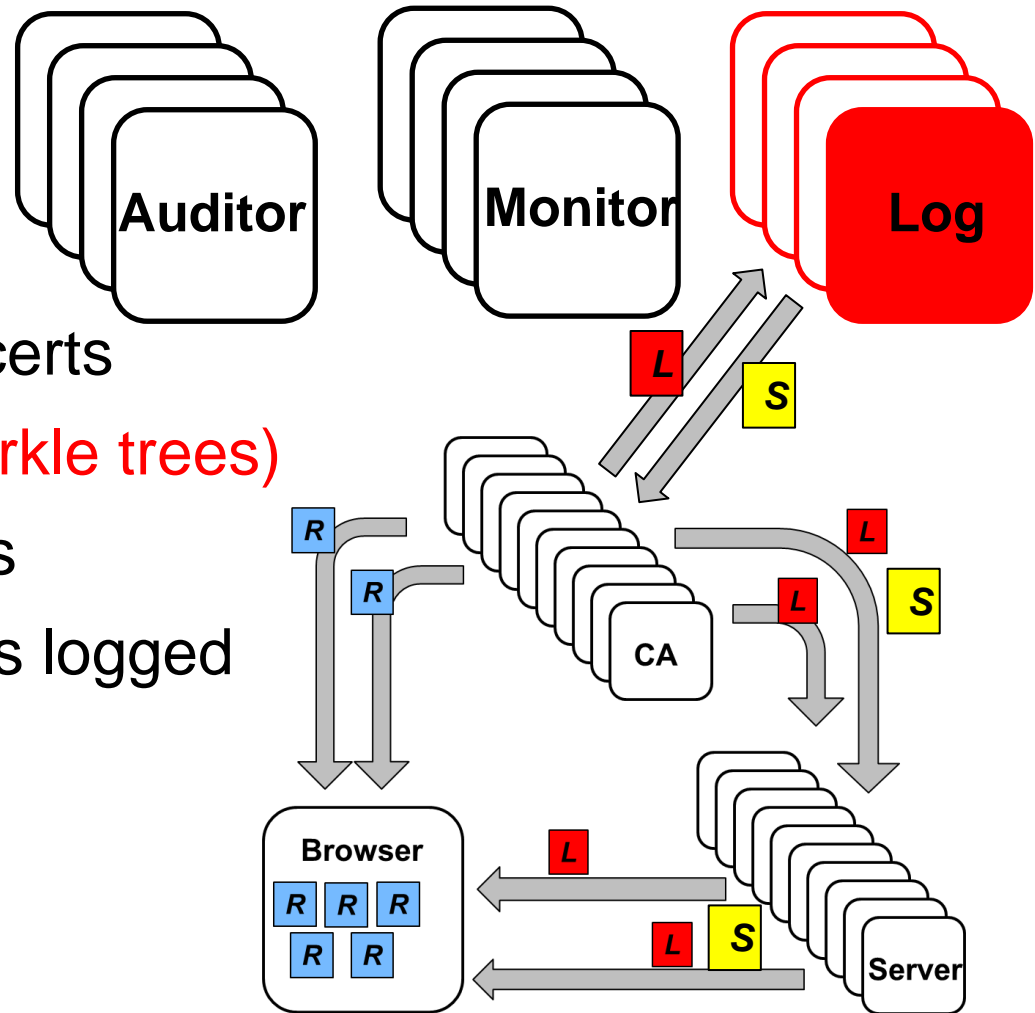 Auditor
Monitor
Log
certs
L
S
rkle trees)
R
L
s
R
L
S
s logged
CA
Browser
L
R R R
L
S
R R
Server